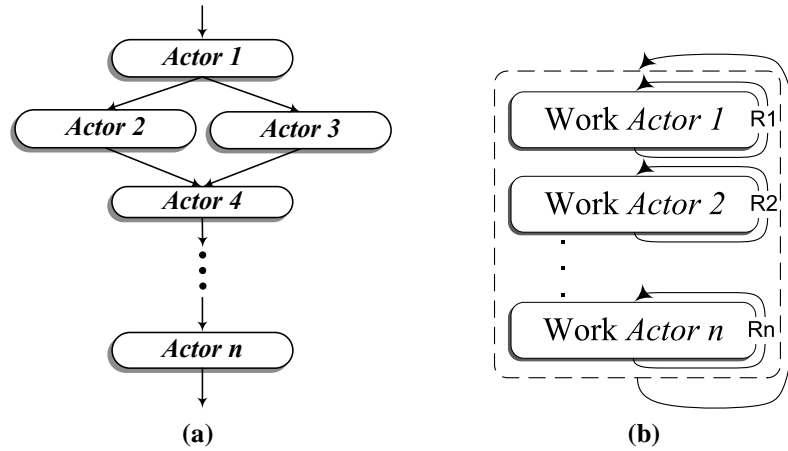 Actor 1
Actor 2
Actor 3
Actor 4
Actor n
(a)
Work Actor 1
R1
Work Actor 2
R2
Work Actor n
Rn
(b)